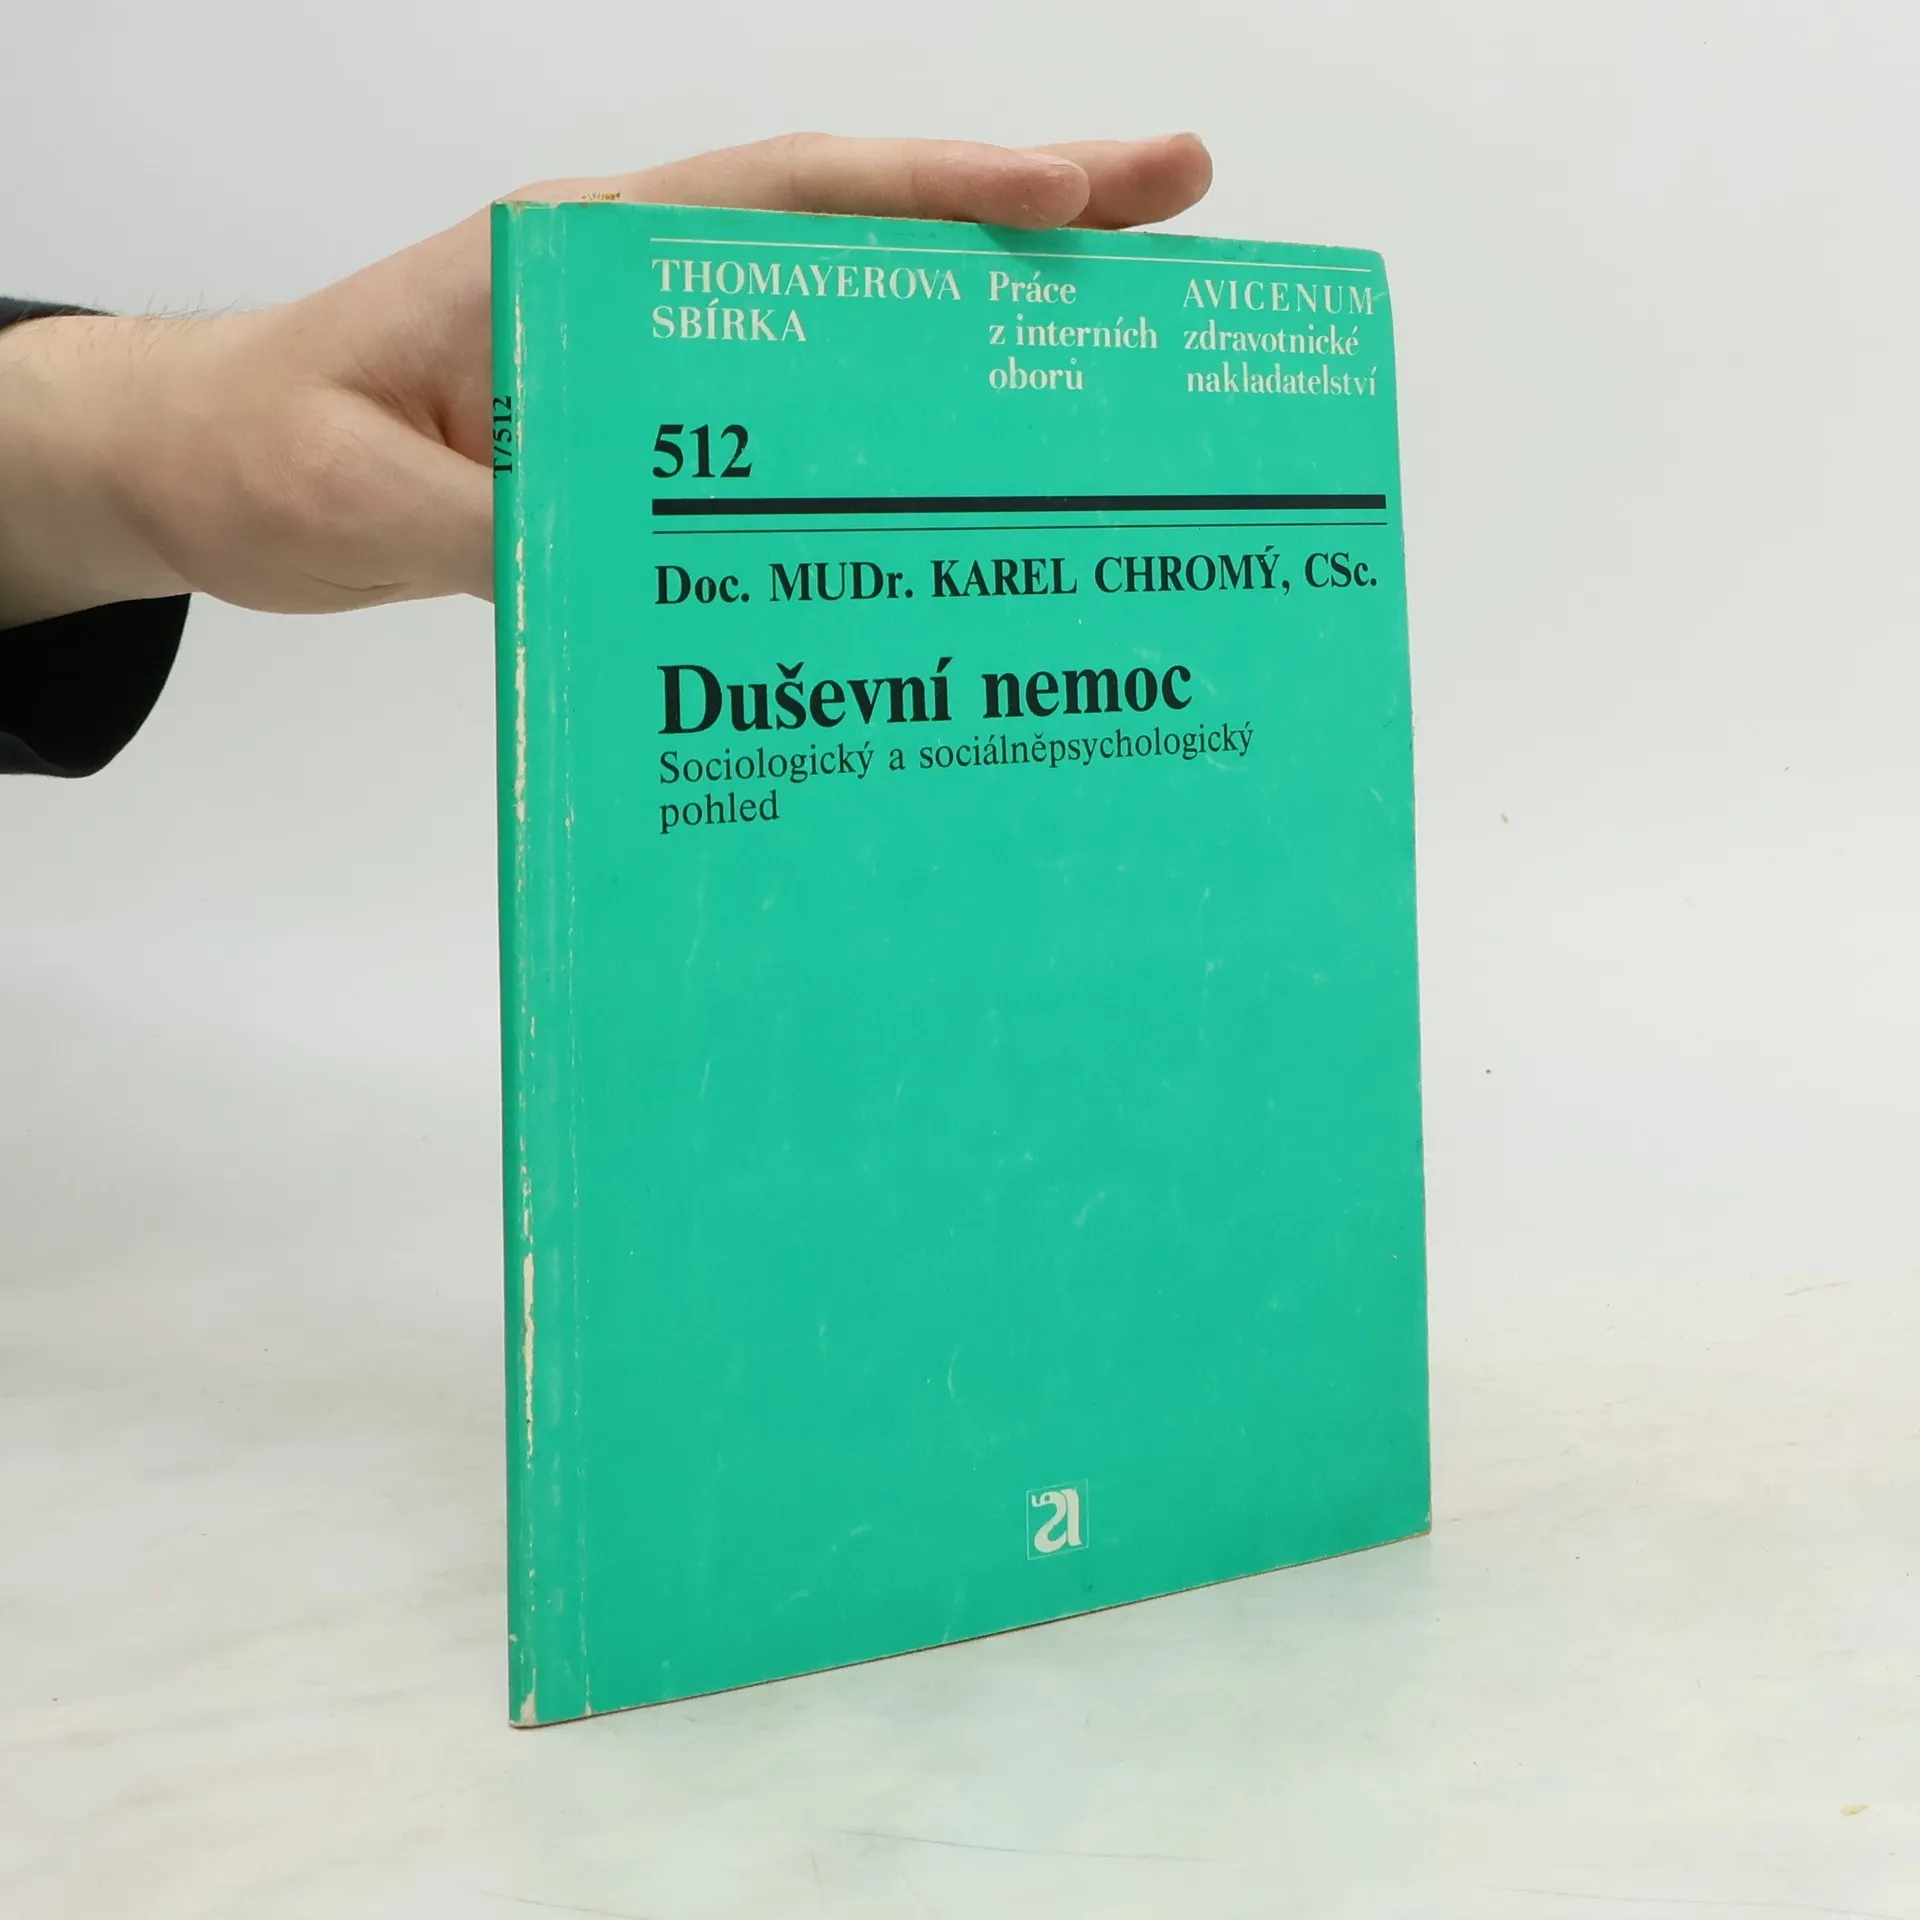 THOMAYEROVA
SBÍRKA
Práce
z interních
oborů
AVICENUM
zdravotnické
nakladatelství
T/512
512
Doc. MUDr. KAREL CHROMÝ, CSc.
Duševní nemoc
Sociologický a sociálněpsychologický
pohled
a